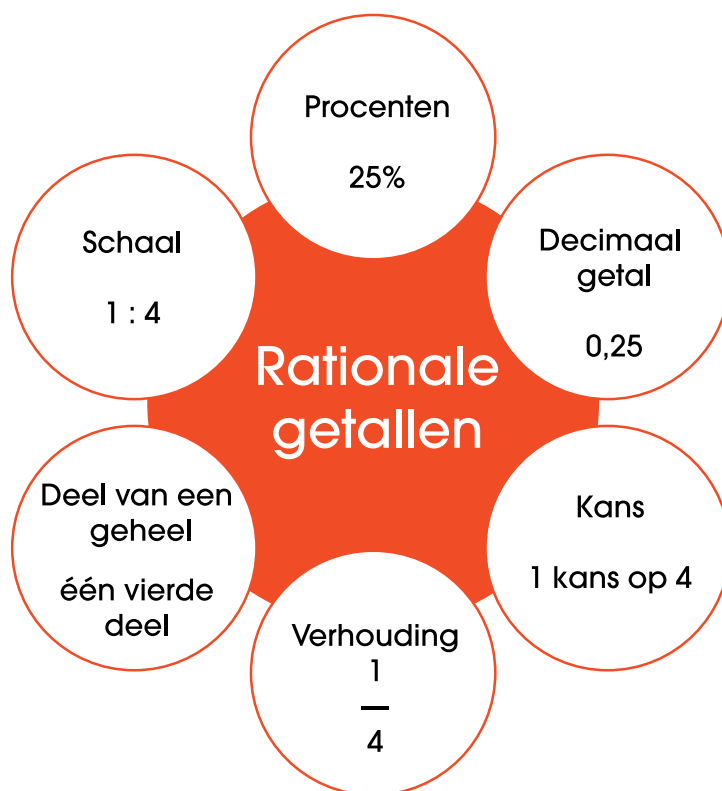 Procenten
25%
Schaal
1 : 4
Decimaal
getal
0,25
Rationale
getallen
Deel van een
geheel
één vierde
deel
Kans
1 kans op 4
Verhouding
1
4